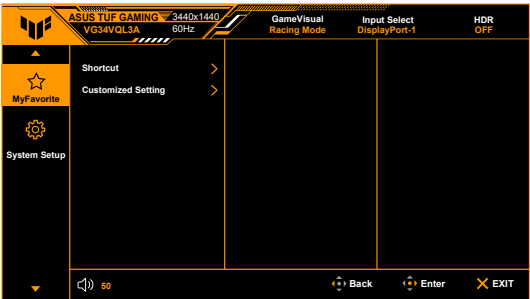 ASUS TUF GAMING 3440x1440 GameVisual Input Select HDR
VG34VQL3A 60Hz Racing Mode DisplayPort-1 OFF
Shortcut
Customized Setting
MyFavorite
System Setup
50 Back Enter EXIT